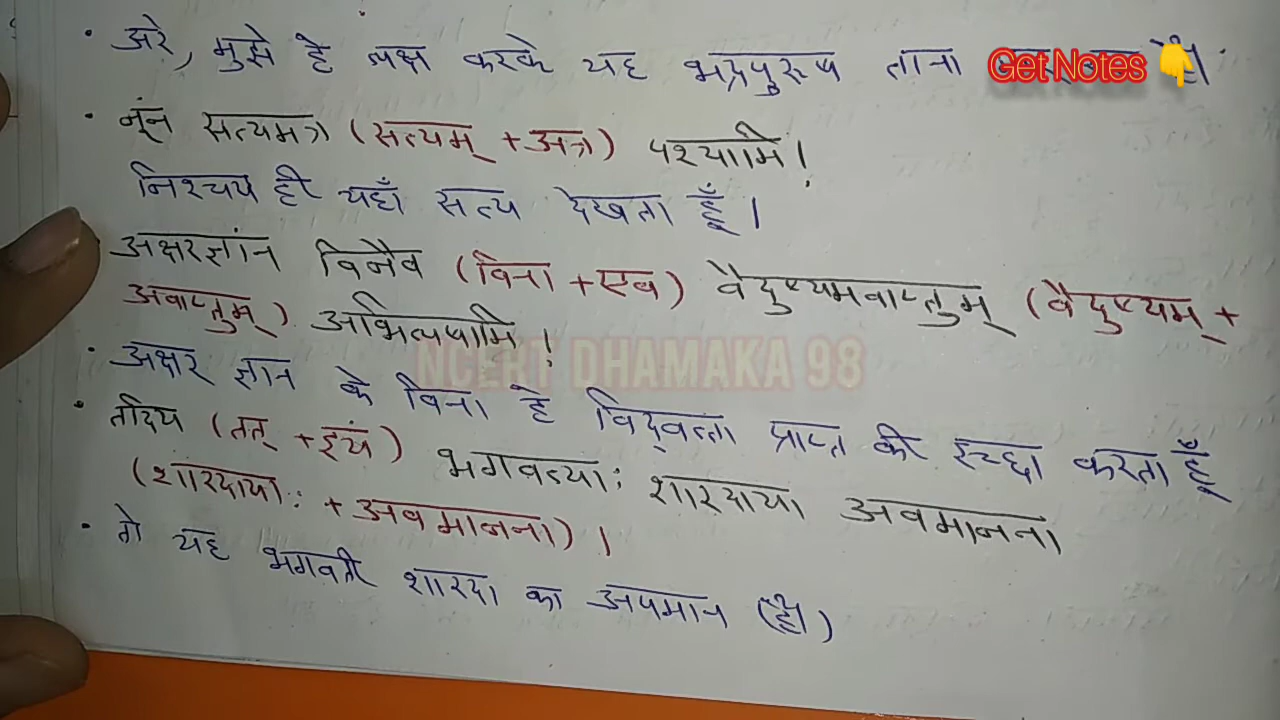 • अरे, मुझे हे लक्ष करके यह भद्रपुरुष ताना है।
Get Notes 👇
• नूंन सत्यमत्र (सत्यम् + अत्र) पश्यामि!
निश्चय ही यहाँ सत्य देखता हूँ।
अक्षरज्ञांन विनैव (विना + एव) वैदुष्यमवाप्तुम् (वैदुष्यम् +
अवाप्तुम्) अभिलषामि!
NCERT DHAMAKA 98
• अक्षर ज्ञान के विना हे विद्वत्ता प्राप्त की इच्छा करता हूँ
• तदिय (तत् + इयं) भगवत्याः शारदाया अवमानना
(शारदायाः + अवमानना)।
• तो यह भगवती शारदा का अपमान (है)